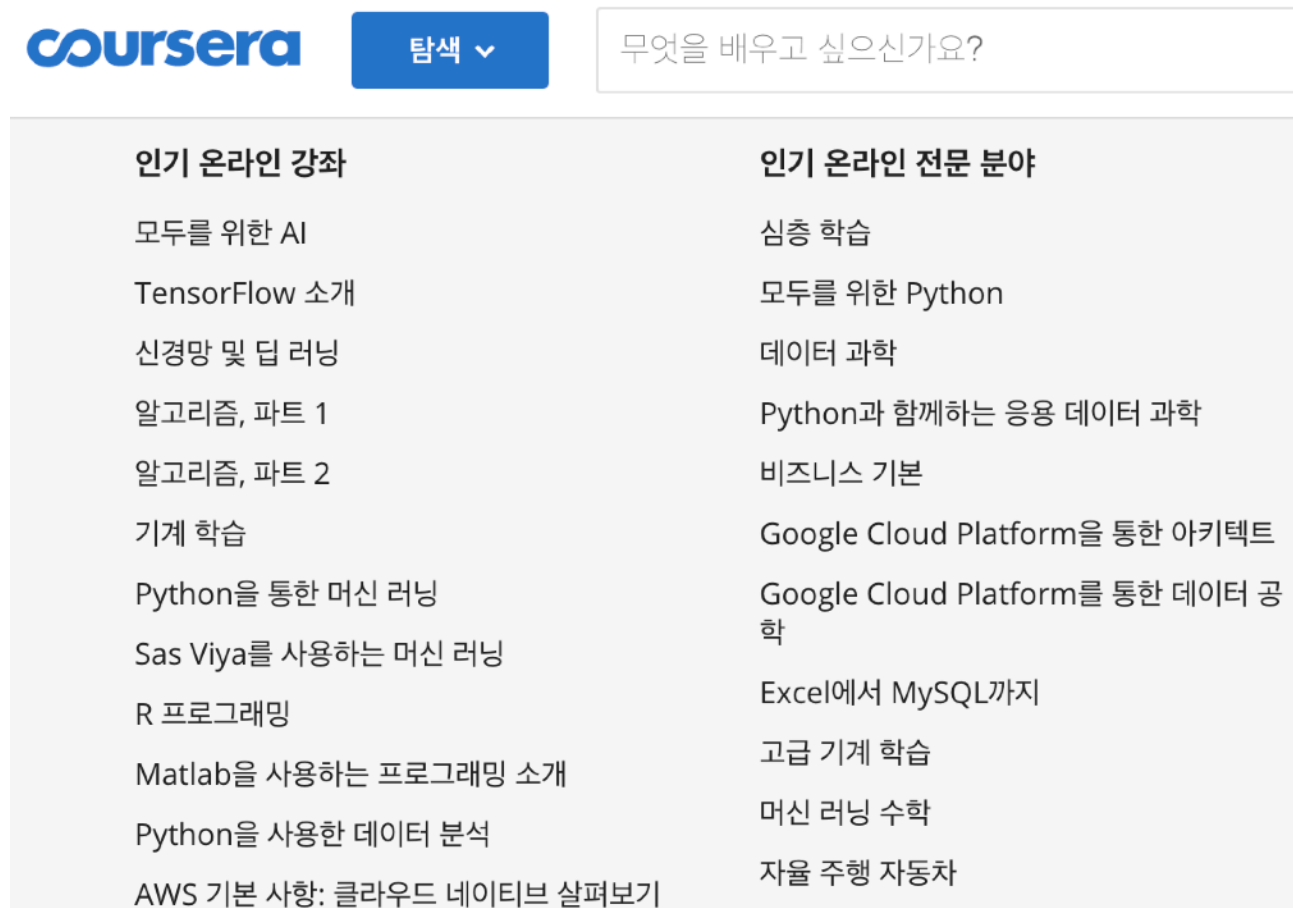 coursera
탐색
무엇을 배우고 싶으신가요?
인기 온라인 강좌
모두를 위한 AI
TensorFlow 소개
신경망 및 딥 러닝
알고리즘, 파트 1
알고리즘, 파트 2
기계 학습
Python을 통한 머신 러닝
Sas Viya를 사용하는 머신 러닝
R 프로그래밍
Matlab을 사용하는 프로그래밍 소개
Python을 사용한 데이터 분석
AWS 기본 사항: 클라우드 네이티브 살펴보기
인기 온라인 전문 분야
심층 학습
모두를 위한 Python
데이터 과학
Python과 함께하는 응용 데이터 과학
비즈니스 기본
Google Cloud Platform을 통한 아키텍트
Google Cloud Platform를 통한 데이터 공
학
Excel에서 MySQL까지
고급 기계 학습
머신 러닝 수학
자율 주행 자동차